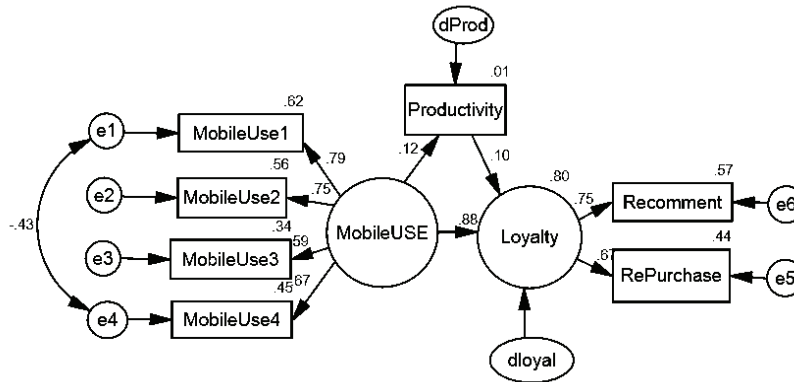 dProd
.01
Productivity
.62
e1
MobileUse1
.79
.12
.10
.56
e2
MobileUse2
.75
.80
.57
.75
Recomment
e6
-.43
.34
.59
MobileUSE
.88
Loyalty
e3
MobileUse3
.44
.67
RePurchase
e5
.45
.67
e4
MobileUse4
dloyal